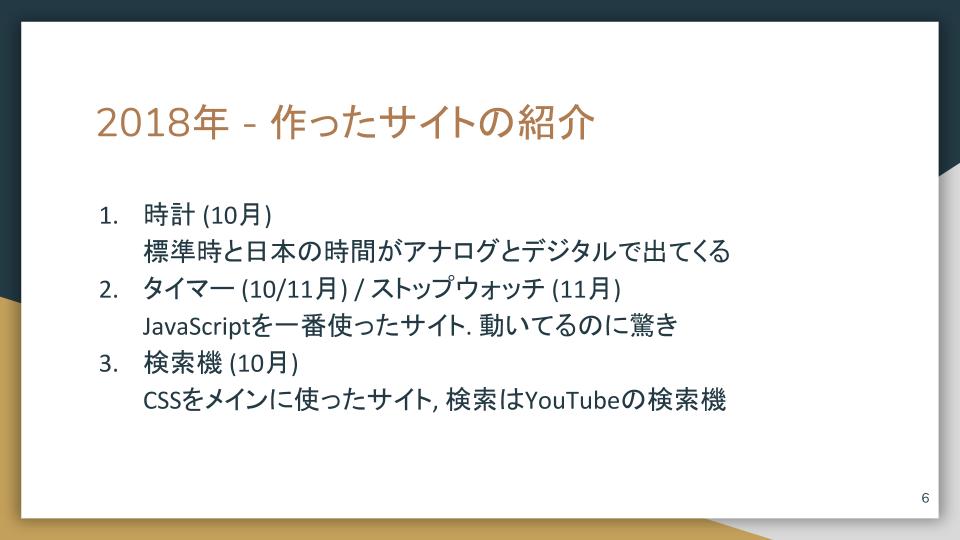 2018年 - 作ったサイトの紹介
1. 時計 (10月)
標準時と日本の時間がアナログとデジタルで出てくる
2. タイマー (10/11月) / ストップウォッチ (11月)
JavaScriptを一番使ったサイト. 動いてるのに驚き
3. 検索機 (10月)
CSSをメインに使ったサイト, 検索はYouTubeの検索機
6